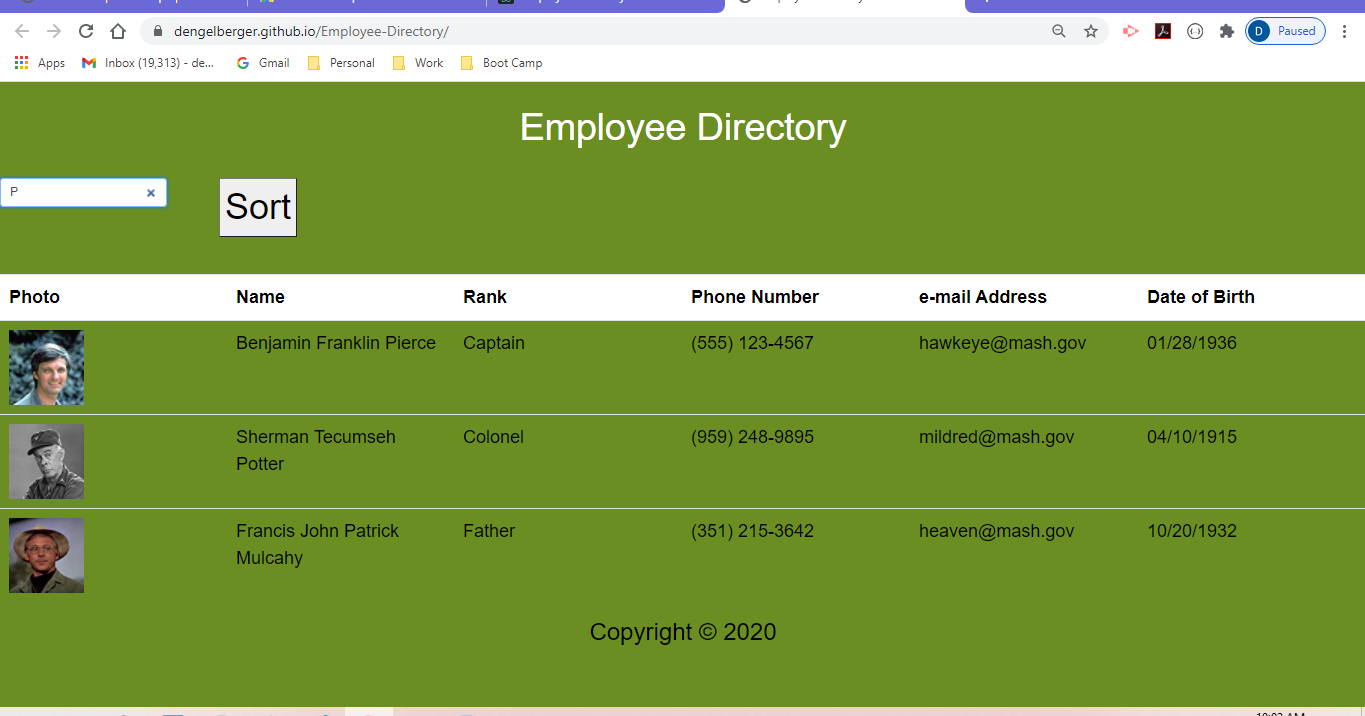 dengelberger.github.io/Employee-Directory/
D Paused
Apps Inbox (19,313) - de... Gmail Personal Work Boot Camp
Employee Directory
P
Sort
Photo Name Rank Phone Number e-mail Address Date of Birth
Benjamin Franklin Pierce Captain (555) 123-4567 hawkeye@mash.gov 01/28/1936
Sherman Tecumseh Colonel (959) 248-9895 mildred@mash.gov 04/10/1915
Potter
Francis John Patrick Father (351) 215-3642 heaven@mash.gov 10/20/1932
Mulcahy
Copyright © 2020